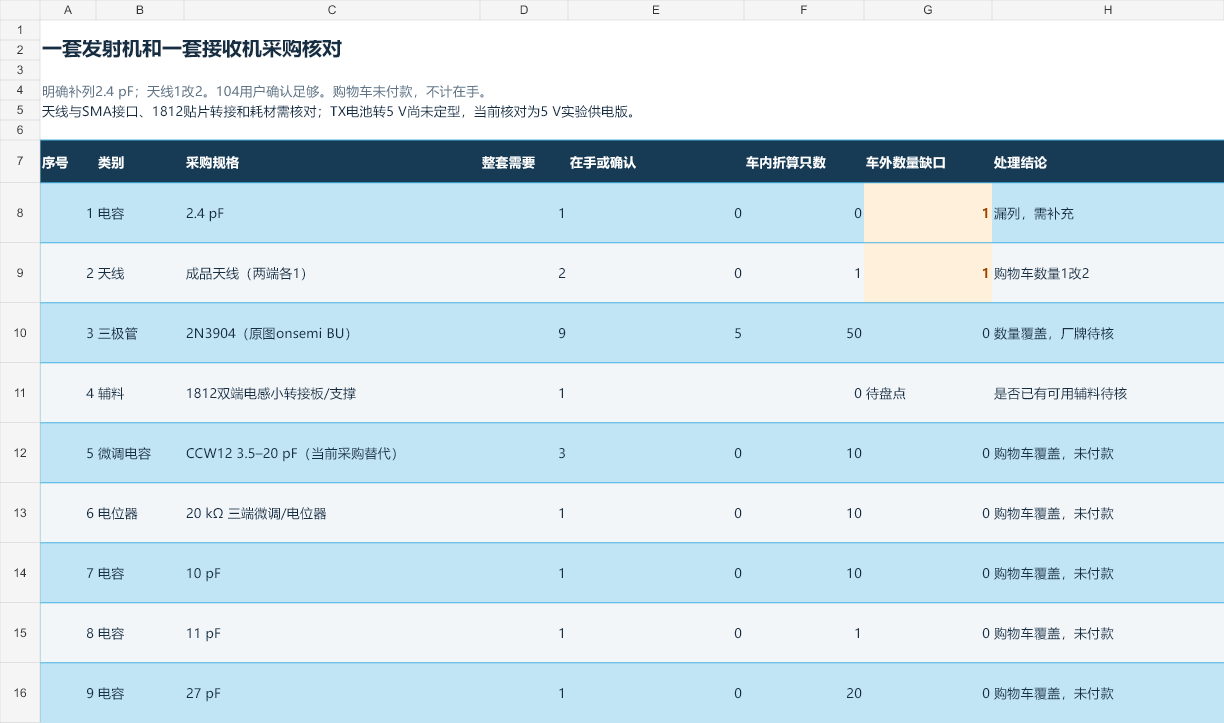 A B C D E F G H
1
2 一套发射机和一套接收机采购核对
3
4 明确补列2.4 pF；天线1改2。104用户确认足够。购物车未付款，不计在手。
5 天线与SMA接口、1812贴片转接和耗材需核对；TX电池转5 V尚未定型，当前核对为5 V实验供电版。
6
7 序号 类别 采购规格 整套需要 在手或确认 车内折算只数 车外数量缺口 处理结论
8 1 电容 2.4 pF 1 0 0 1 漏列，需补充
9 2 天线 成品天线（两端各1） 2 0 1 1 购物车数量1改2
10 3 三极管 2N3904（原图onsemi BU） 9 5 50 0 数量覆盖，厂牌待核
11 4 辅料 1812双端电感小转接板/支撑 1 0 待盘点 是否已有可用辅料待核
12 5 微调电容 CCW12 3.5–20 pF（当前采购替代） 3 0 10 0 购物车覆盖，未付款
13 6 电位器 20 kΩ 三端微调/电位器 1 0 10 0 购物车覆盖，未付款
14 7 电容 10 pF 1 0 10 0 购物车覆盖，未付款
15 8 电容 11 pF 1 0 1 0 购物车覆盖，未付款
16 9 电容 27 pF 1 0 20 0 购物车覆盖，未付款